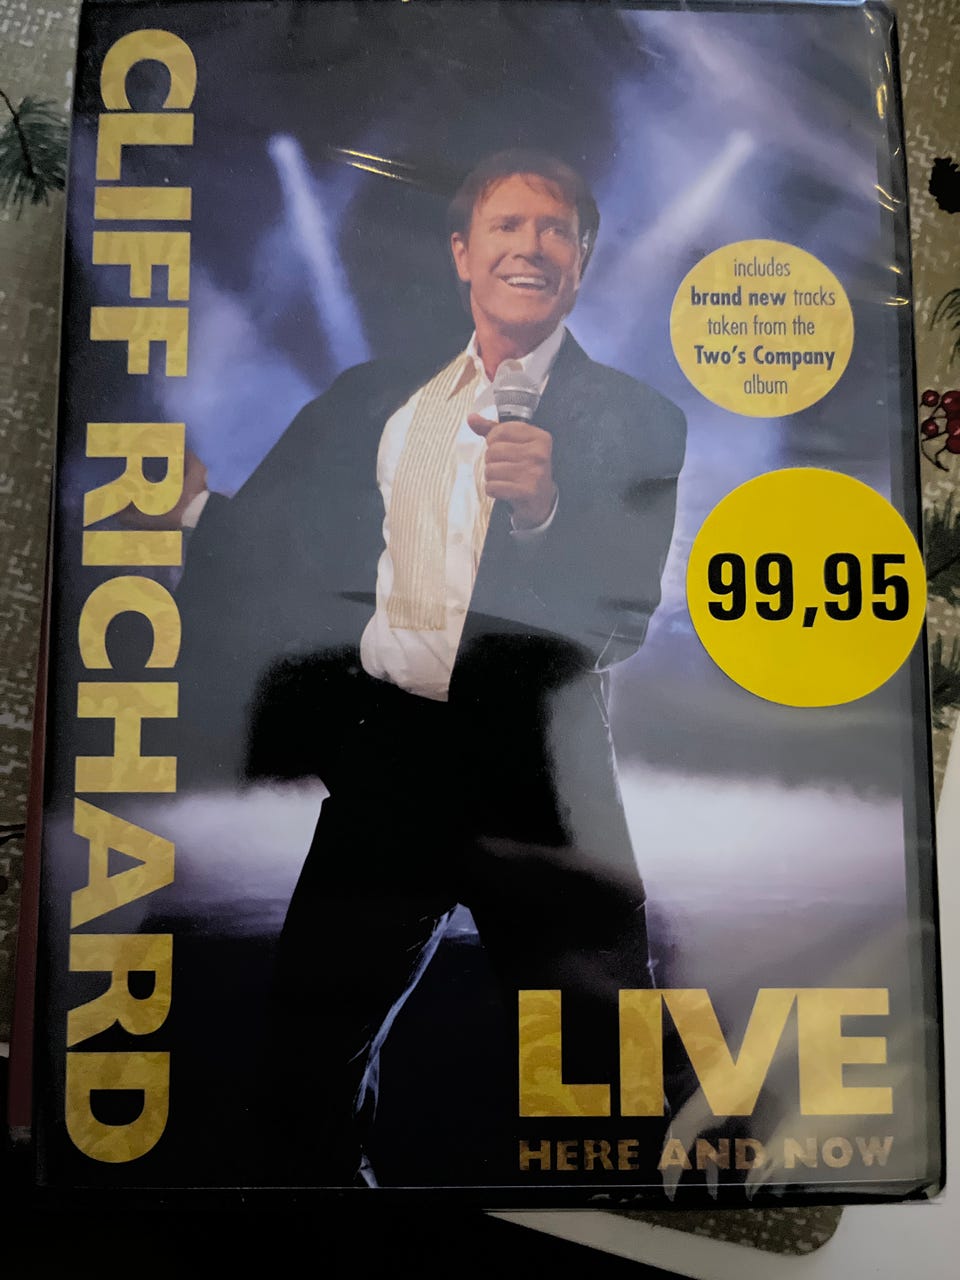 CLIFF RICHARD
includes
brand new tracks
taken from the
Two's Company
album
99,95
LIVE
HERE AND NOW